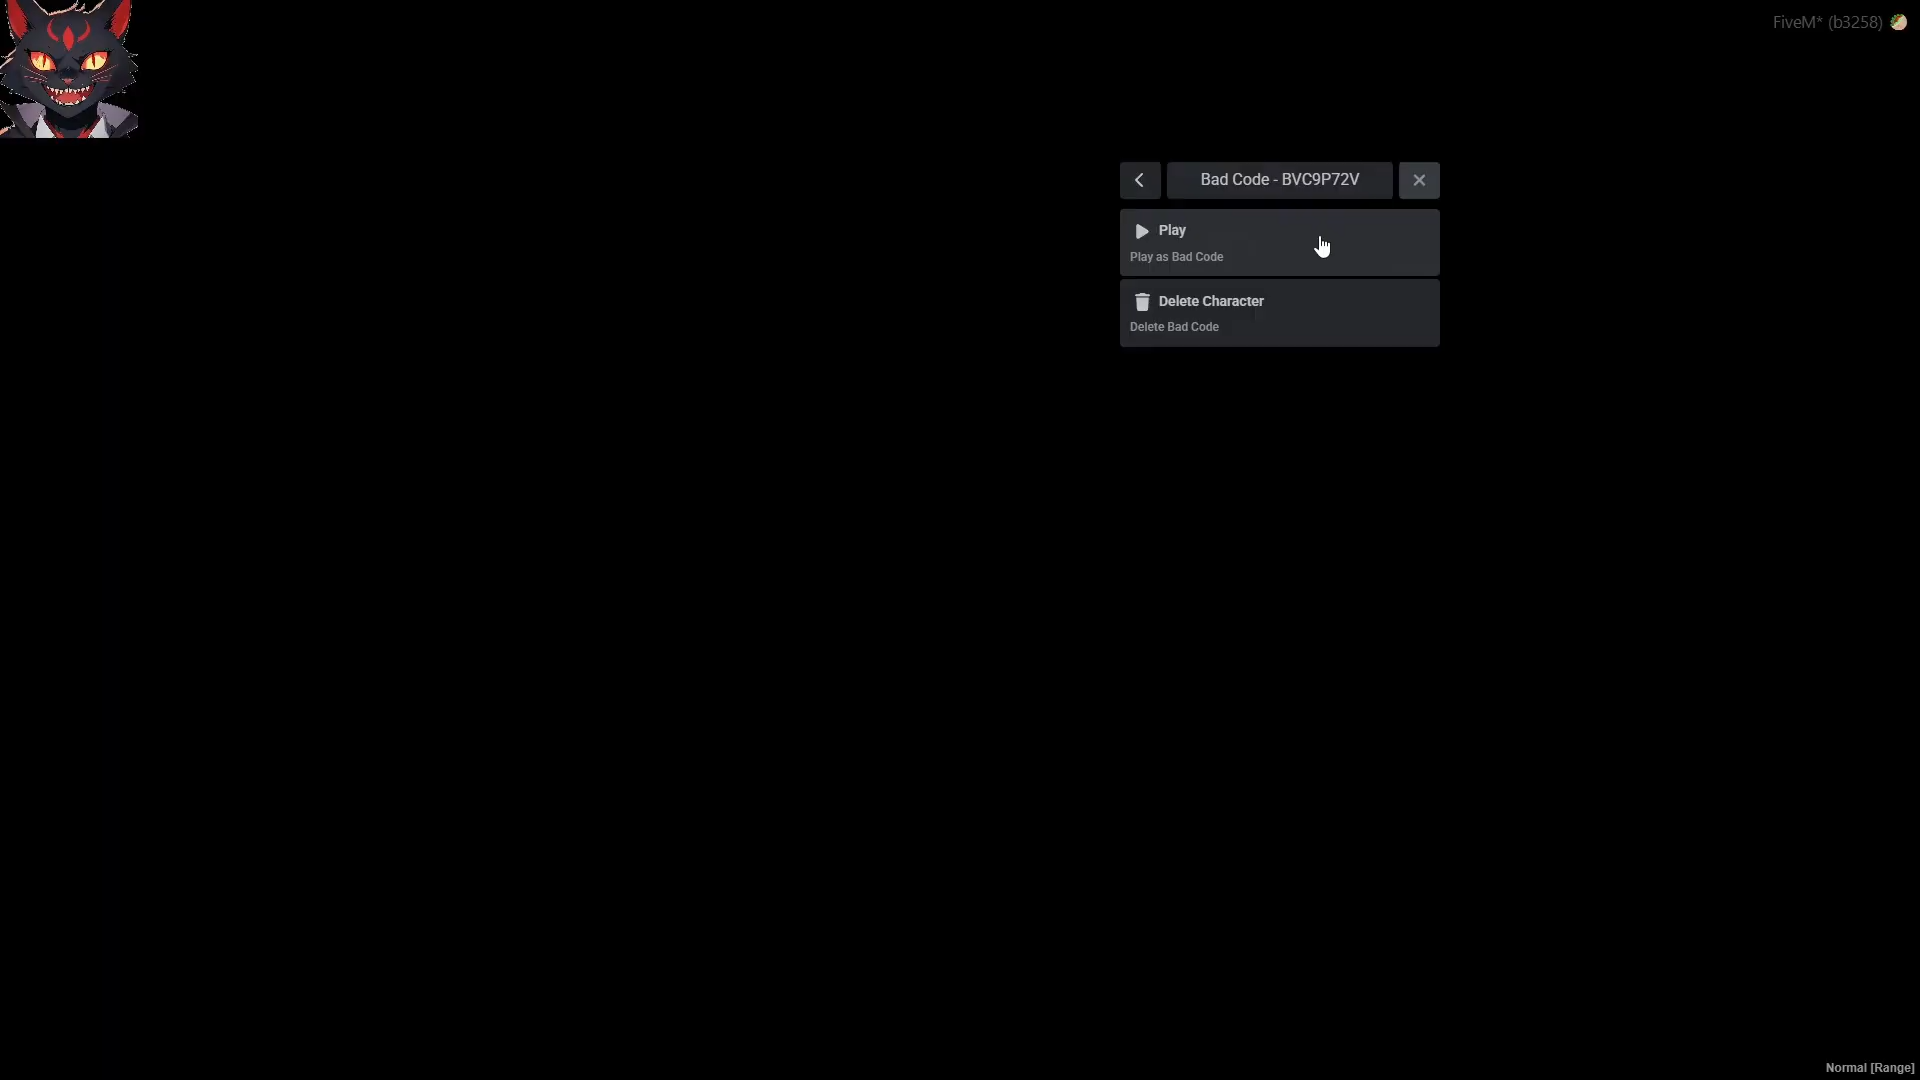 FiveM* (b3258)
Bad Code - BVC9P72V
Play
Play as Bad Code
Delete Character
Delete Bad Code
Normal [Range]